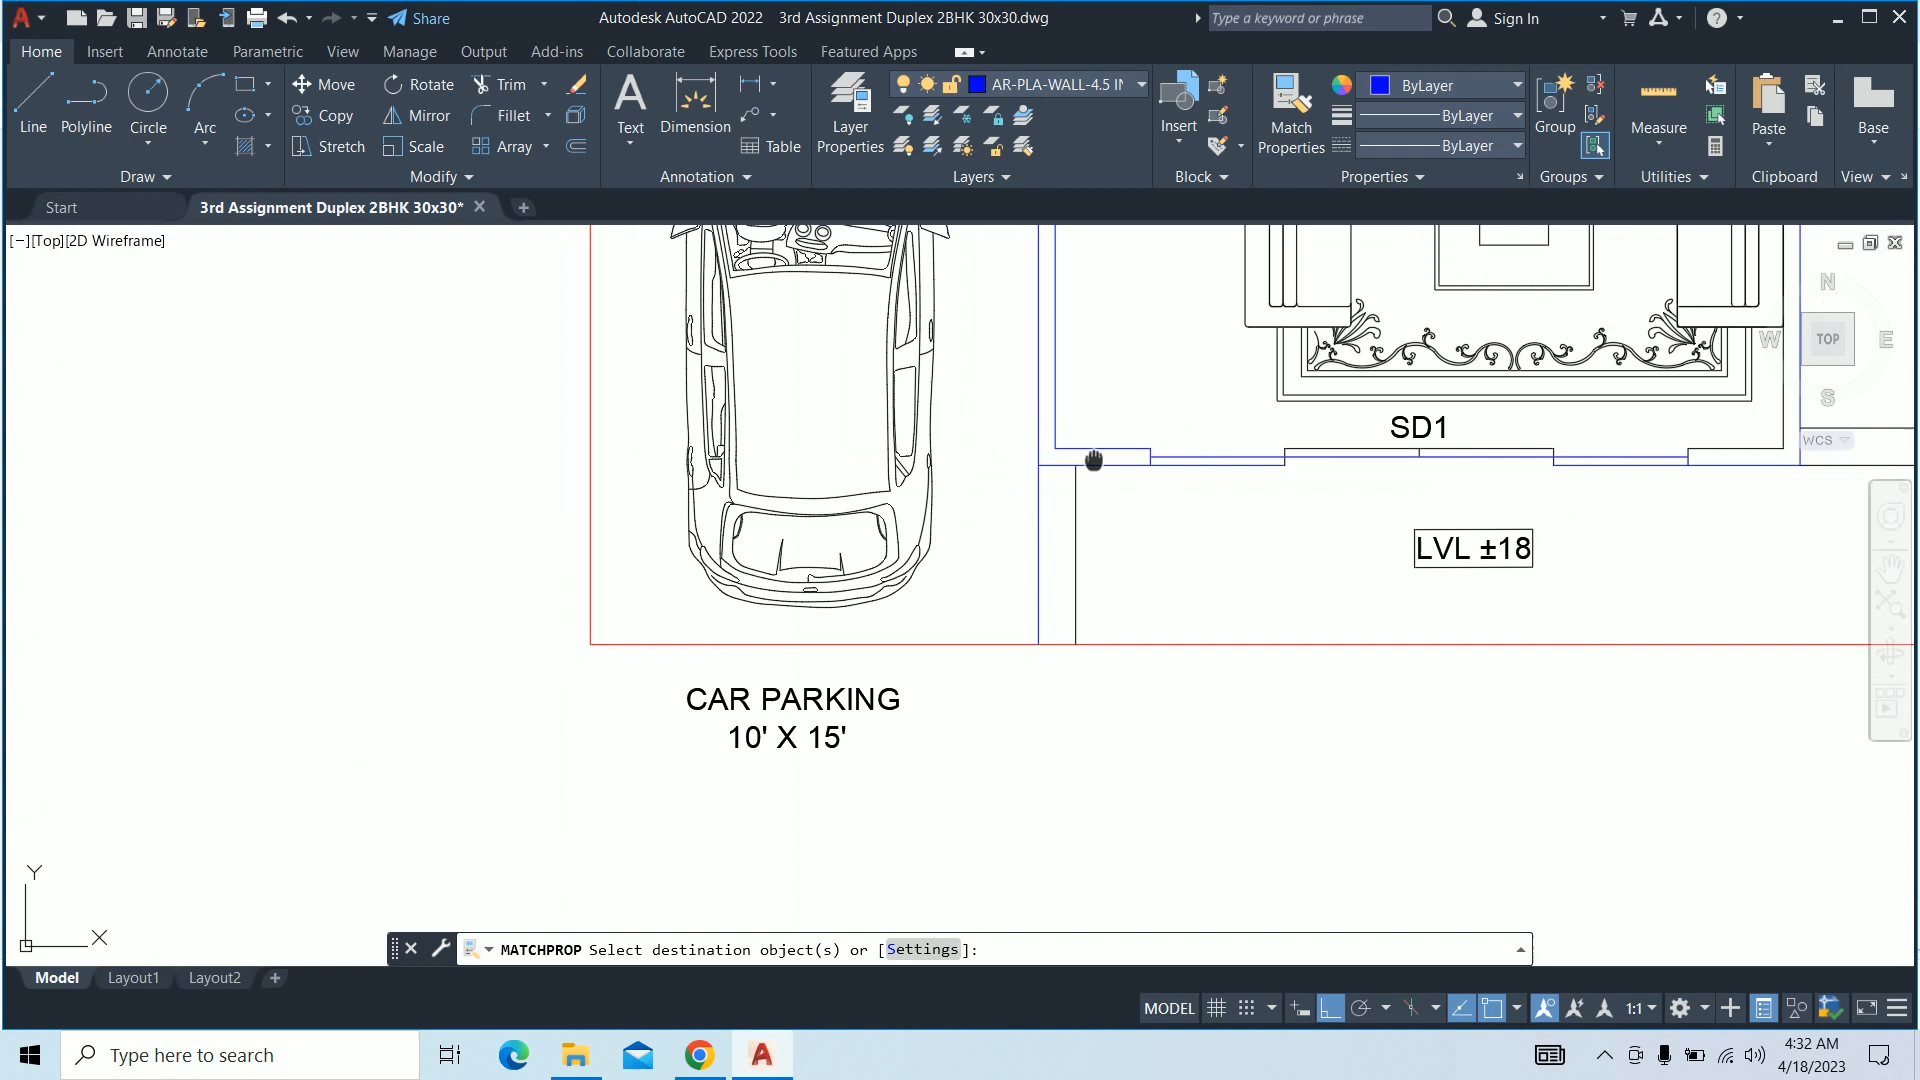 Share
Autodesk AutoCAD 2022 3rd Assignment Duplex 2BHK 30x30.dwg
Type a keyword or phrase
Sign In
Home Insert Annotate Parametric View Manage Output Add-ins Collaborate Express Tools Featured Apps
Line Polyline Circle Arc
Move Rotate Trim
Copy Mirror Fillet
Stretch Scale Array
Text Dimension Table
Layer Properties
AR-PLA-WALL-4.5 IN
Insert
Match Properties
ByLayer
ByLayer
ByLayer
Group Measure Paste Base
Draw Modify Annotation Layers Block Properties Groups Utilities Clipboard View
Start 3rd Assignment Duplex 2BHK 30x30*
[−][Top][2D Wireframe]
N
W TOP E
S
WCS
SD1
LVL ±18
CAR PARKING
10' X 15'
Y
X
MATCHPROP Select destination object(s) or [Settings]:
Model Layout1 Layout2
MODEL 1:1
Type here to search
4:32 AM
4/18/2023